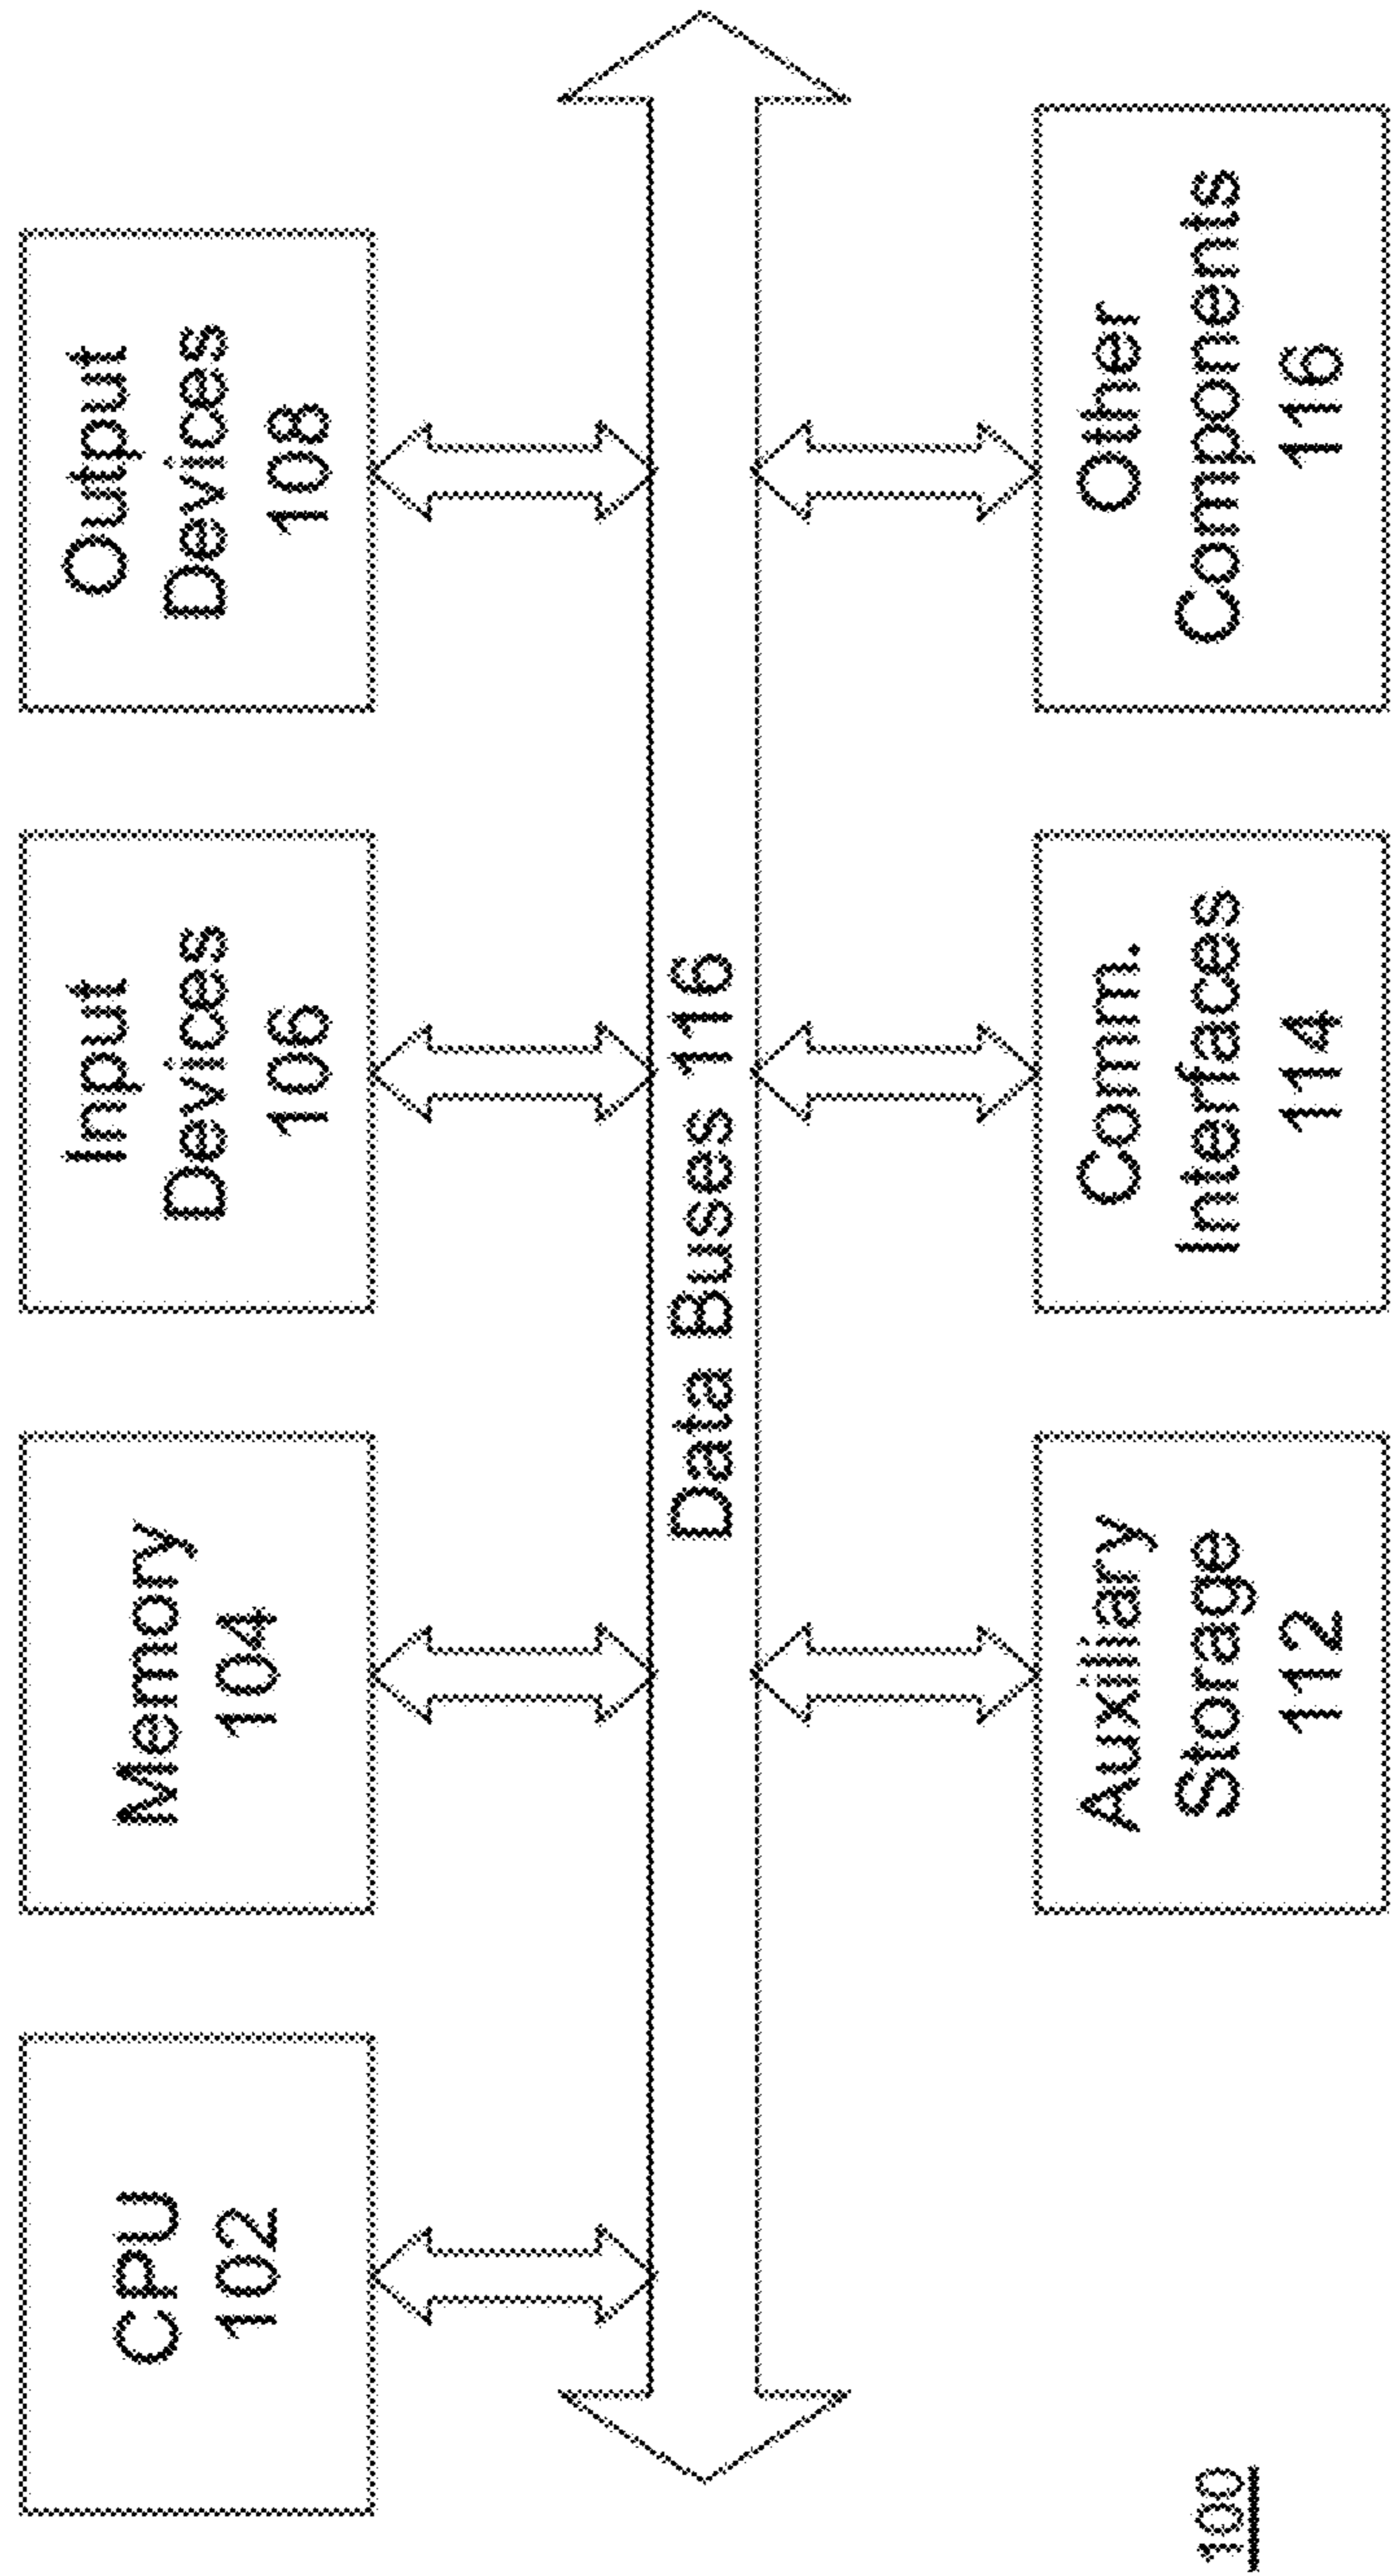 CPU
102
Memory
104
Input
Devices
106
Output
Devices
108
Data Buses 116
Auxiliary
Storage
112
Comm.
Interfaces
114
Other
Components
116
100